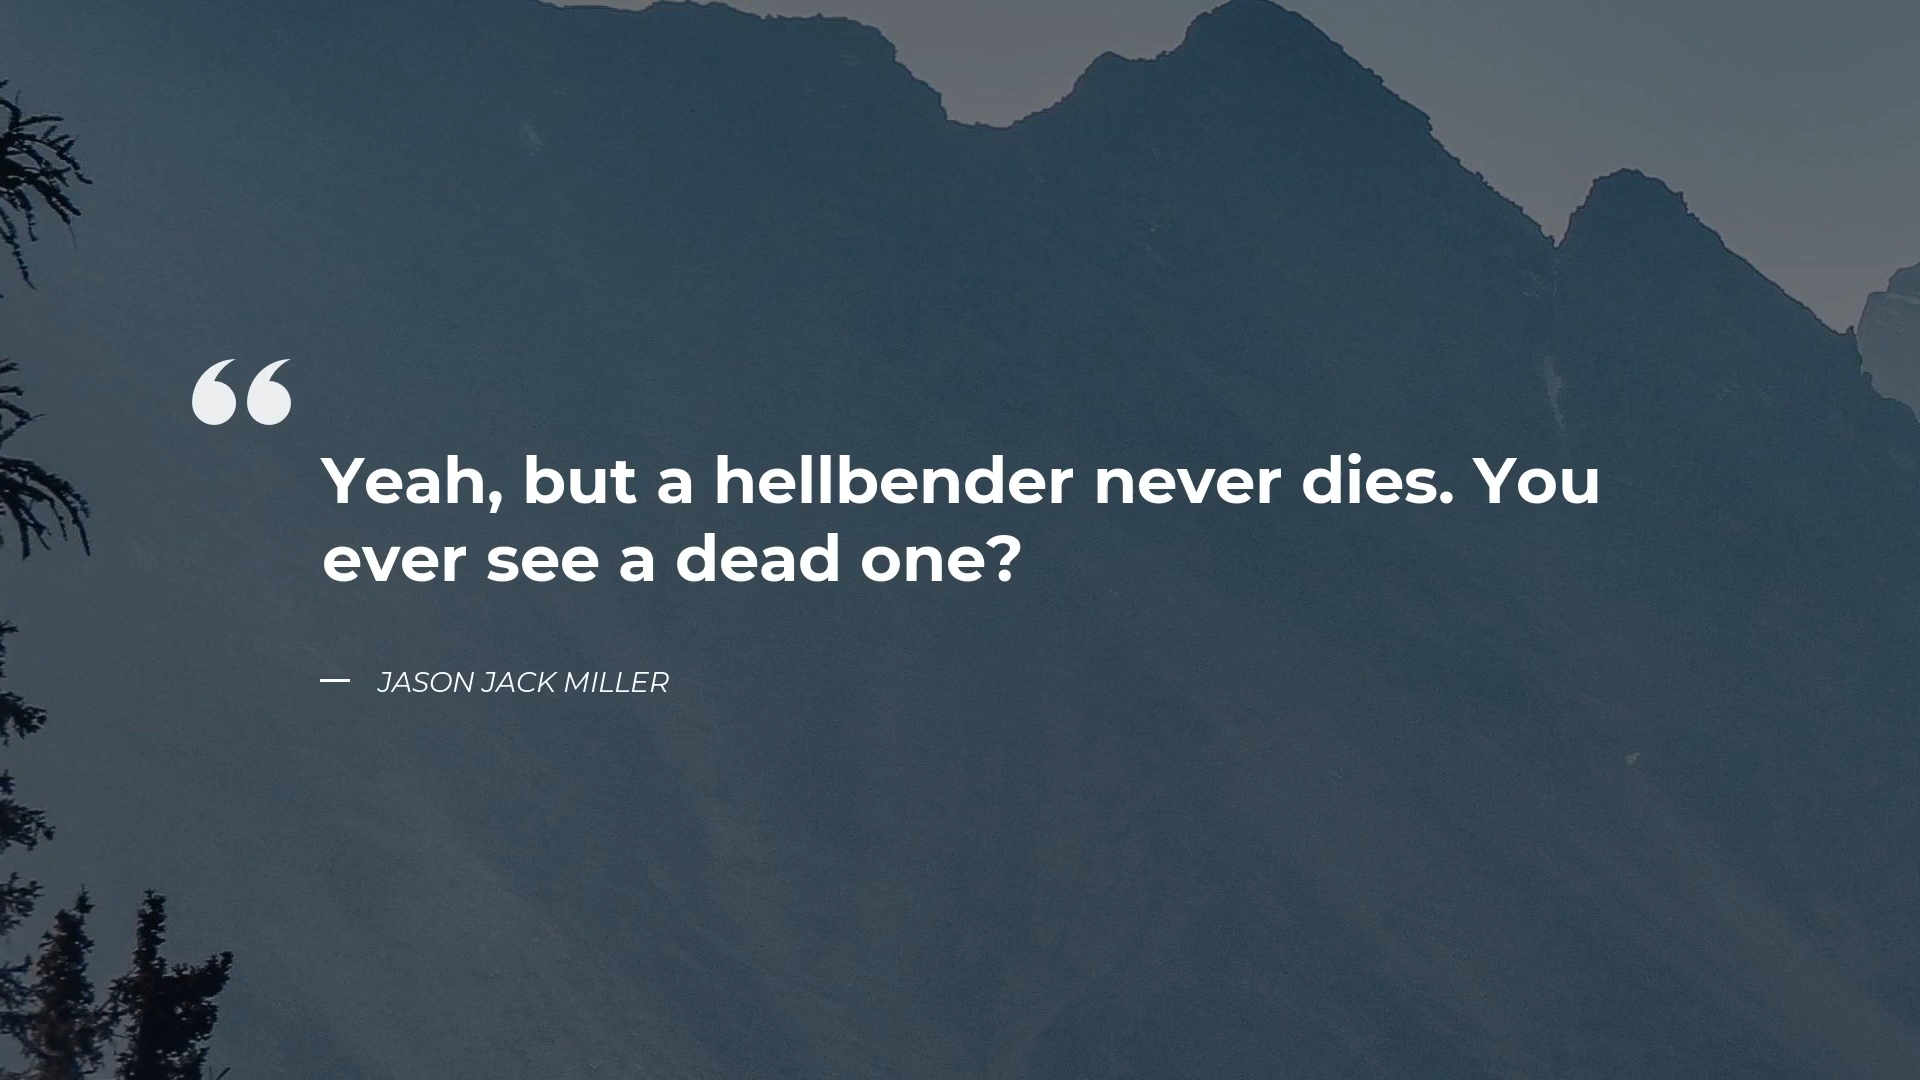 “
Yeah, but a hellbender never dies. You
ever see a dead one?
— JASON JACK MILLER